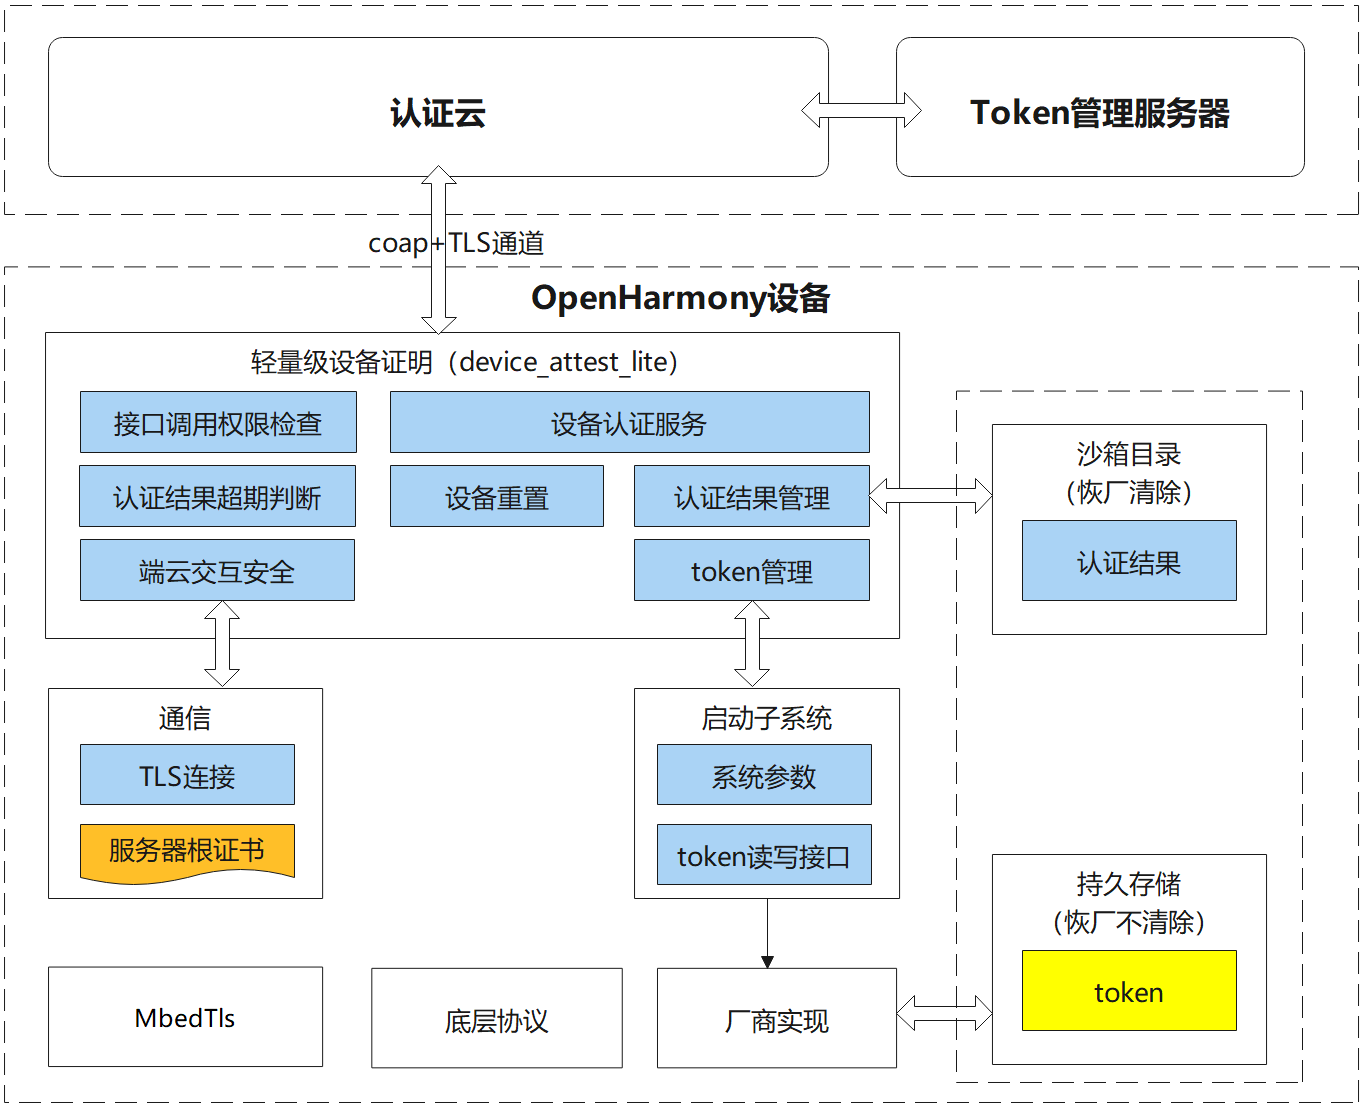 认证云
Token管理服务器
coap+TLS通道
OpenHarmony设备
轻量级设备证明（device_attest_lite）
接口调用权限检查
设备认证服务
认证结果超期判断
设备重置
认证结果管理
端云交互安全
token管理
沙箱目录
（恢厂清除）
认证结果
通信
TLS连接
服务器根证书
启动子系统
系统参数
token读写接口
持久存储
（恢厂不清除）
token
MbedTls
底层协议
厂商实现